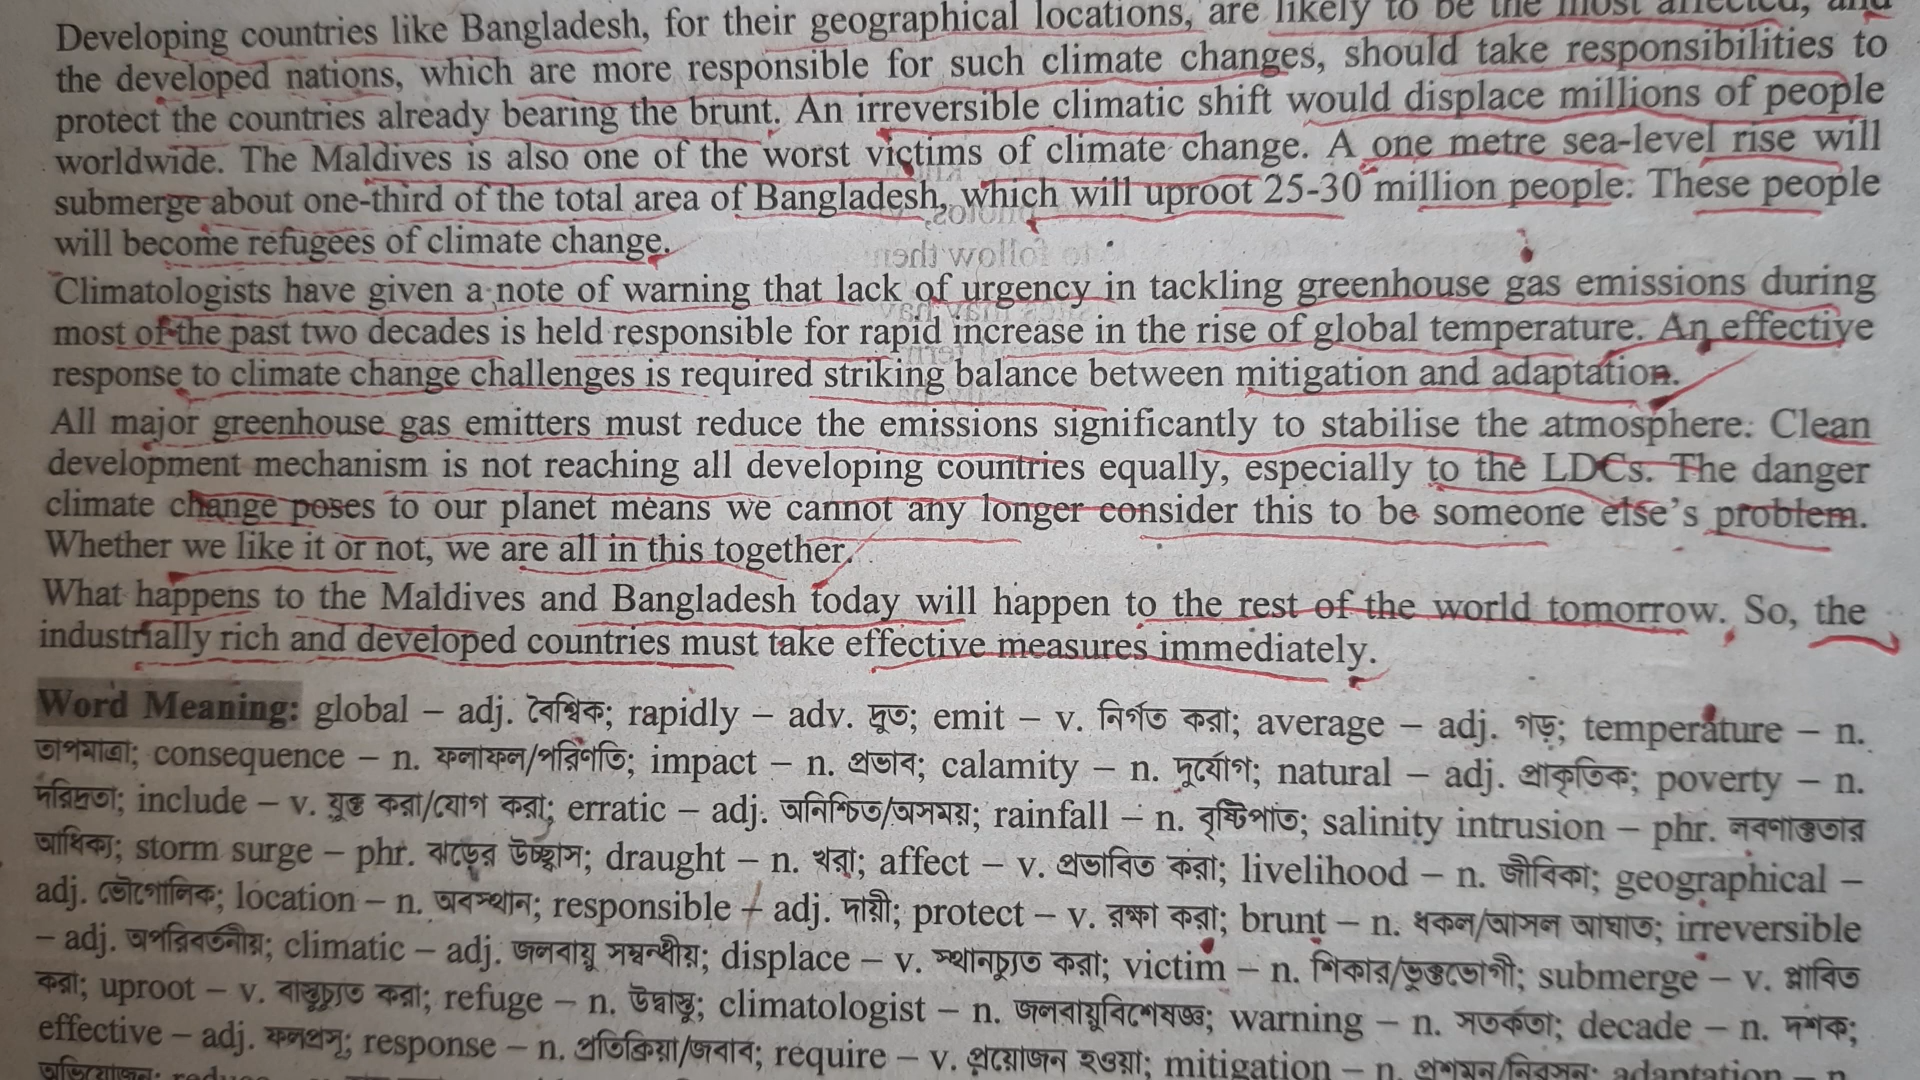 Developing countries like Bangladesh, for their geographical locations, are likely to be the most affected, and
the developed nations, which are more responsible for such climate changes, should take responsibilities to
protect the countries already bearing the brunt. An irreversible climatic shift would displace millions of people
worldwide. The Maldives is also one of the worst victims of climate change. A one metre sea-level rise will
submerge about one-third of the total area of Bangladesh, which will uproot 25-30 million people. These people
will become refugees of climate change.
Climatologists have given a note of warning that lack of urgency in tackling greenhouse gas emissions during
most of the past two decades is held responsible for rapid increase in the rise of global temperature. An effective
response to climate change challenges is required striking balance between mitigation and adaptation.
All major greenhouse gas emitters must reduce the emissions significantly to stabilise the atmosphere. Clean
development mechanism is not reaching all developing countries equally, especially to the LDCs. The danger
climate change poses to our planet means we cannot any longer consider this to be someone else's problem.
Whether we like it or not, we are all in this together.
What happens to the Maldives and Bangladesh today will happen to the rest of the world tomorrow. So, the
industrially rich and developed countries must take effective measures immediately.
Word Meaning: global – adj. বৈশ্বিক; rapidly – adv. দ্রুত; emit – v. নির্গত করা; average – adj. গড়; temperature – n.
তাপমাত্রা; consequence – n. ফলাফল/পরিণতি; impact – n. প্রভাব; calamity – n. দুর্যোগ; natural – adj. প্রাকৃতিক; poverty – n.
দরিদ্রতা; include – v. যুক্ত করা/যোগ করা; erratic – adj. অনিশ্চিত/অসময়; rainfall – n. বৃষ্টিপাত; salinity intrusion – phr. লবণাক্ততার
আধিক্য; storm surge – phr. ঝড়ের উচ্ছ্বাস; draught – n. খরা; affect – v. প্রভাবিত করা; livelihood – n. জীবিকা; geographical –
adj. ভৌগোলিক; location – n. অবস্থান; responsible – adj. দায়ী; protect – v. রক্ষা করা; brunt – n. ধকল/আসল আঘাত; irreversible
– adj. অপরিবর্তনীয়; climatic – adj. জলবায়ু সম্বন্ধীয়; displace – v. স্থানচ্যুত করা; victim – n. শিকার/ভুক্তভোগী; submerge – v. প্লাবিত
করা; uproot – v. বাস্তুচ্যুত করা; refuge – n. উদ্বাস্তু; climatologist – n. জলবায়ুবিশেষজ্ঞ; warning – n. সতর্কতা; decade – n. দশক;
effective – adj. ফলপ্রসূ; response – n. প্রতিক্রিয়া/জবাব; require – v. প্রয়োজন হওয়া; mitigation – n. প্রশমন/নিরসন; adaptation – n.
অভিযোজন;